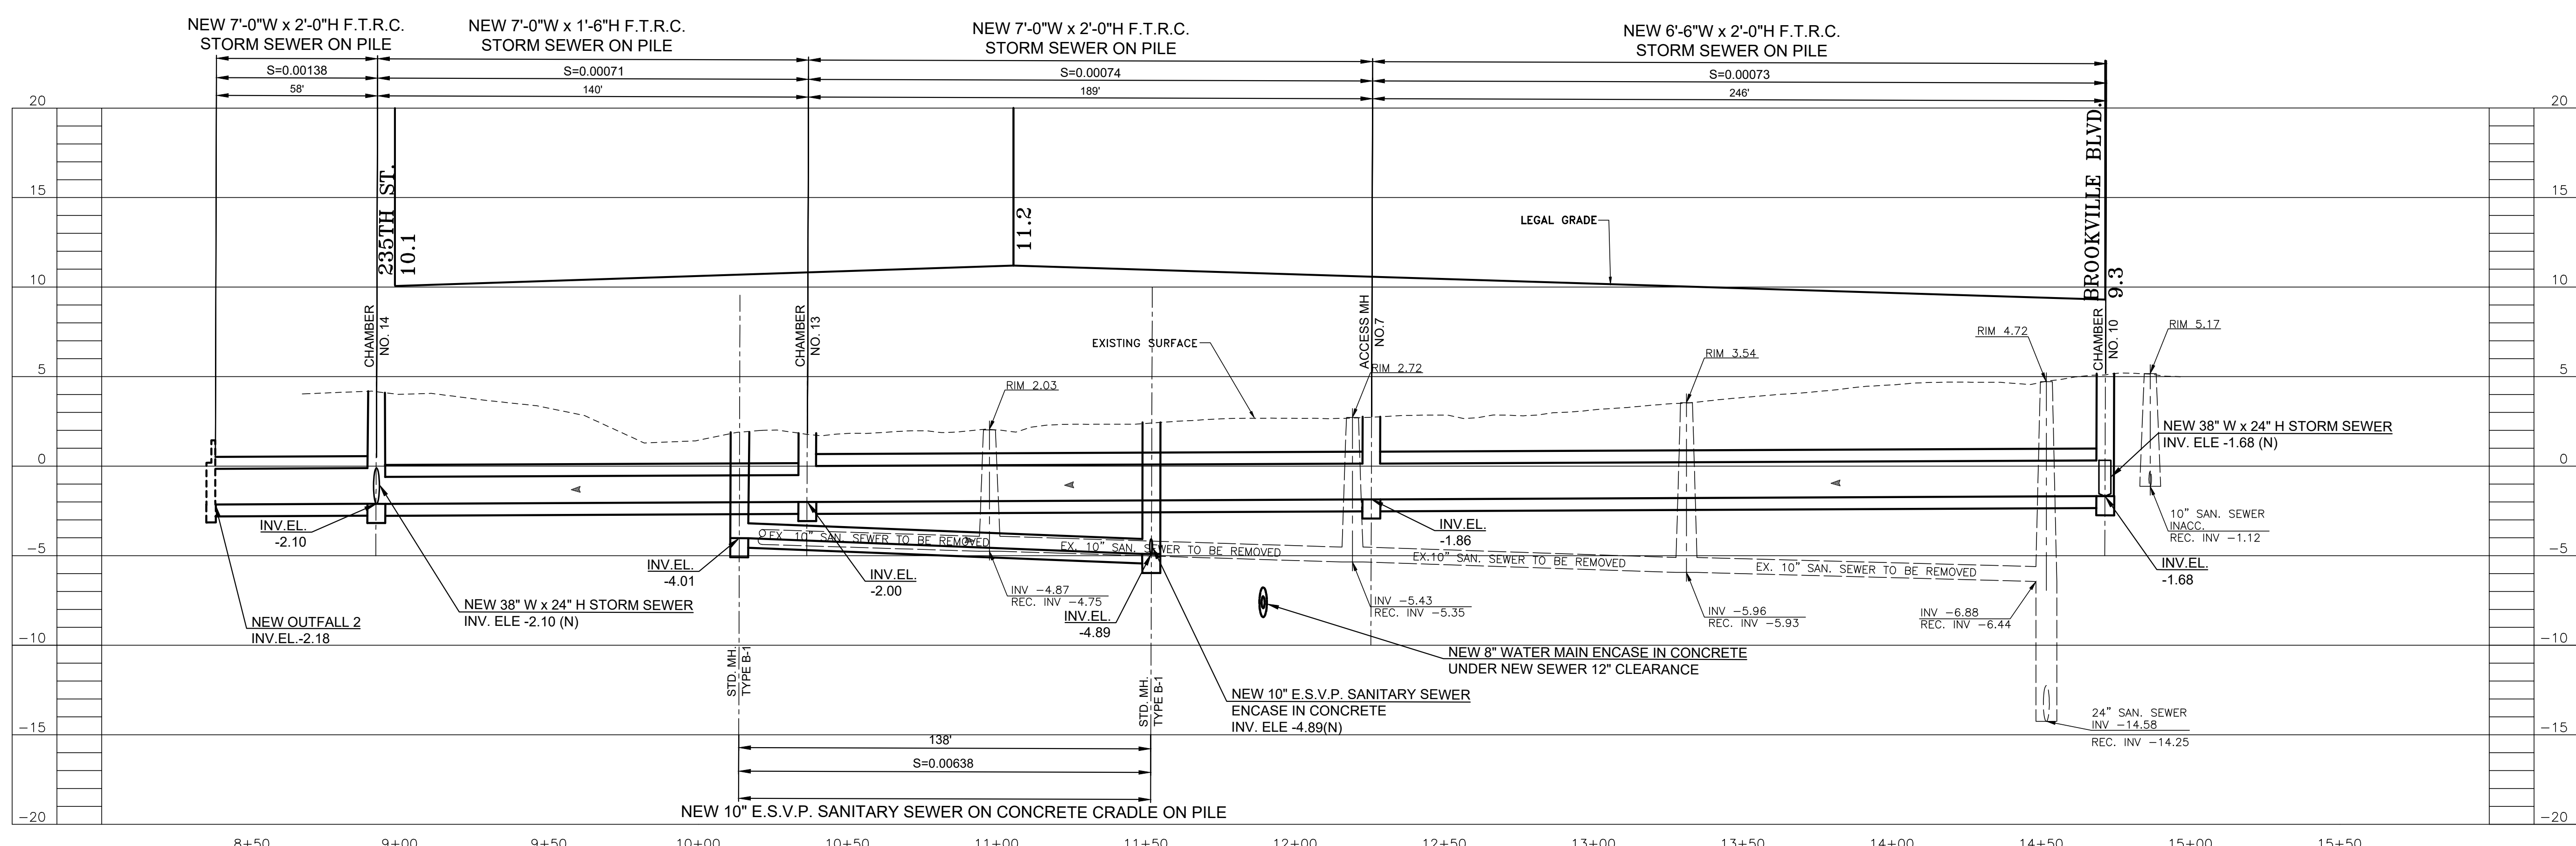 NEW 7'-0"W x 2'-0"H F.T.R.C.
STORM SEWER ON PILE
NEW 7'-0"W x 1'-6"H F.T.R.C.
STORM SEWER ON PILE
NEW 7'-0"W x 2'-0"H F.T.R.C.
STORM SEWER ON PILE
NEW 6'-6"W x 2'-0"H F.T.R.C.
STORM SEWER ON PILE
S=0.00138
S=0.00071
S=0.00074
S=0.00073
58'
140'
189'
246'
20
20
15
15
10
10
5
5
0
0
-5
-5
-10
-10
-15
-15
-20
-20
235TH ST.
10.1
11.2
BROOKVILLE BLVD.
9.3
LEGAL GRADE
EXISTING SURFACE
CHAMBER
NO. 14
CHAMBER
NO. 13
ACCESS MH
NO.7
CHAMBER
NO. 10
RIM 2.03
RIM 2.72
RIM 3.54
RIM 4.72
RIM 5.17
NEW 38" W x 24" H STORM SEWER
INV. ELE -1.68 (N)
10" SAN. SEWER
INACC.
REC. INV -1.12
INV.EL.
-2.10
INV.EL.
-1.86
INV.EL.
-1.68
EX. 10" SAN. SEWER TO BE REMOVED
EX. 10" SAN. SEWER TO BE REMOVED
EX.10" SAN. SEWER TO BE REMOVED
EX. 10" SAN. SEWER TO BE REMOVED
INV.EL.
-4.01
INV.EL.
-2.00
INV -4.87
REC. INV -4.75
INV.EL.
-4.89
INV -5.43
REC. INV -5.35
INV -5.96
REC. INV -5.93
INV -6.88
REC. INV -6.44
NEW OUTFALL 2
INV.EL.-2.18
NEW 38" W x 24" H STORM SEWER
INV. ELE -2.10 (N)
NEW 8" WATER MAIN ENCASE IN CONCRETE
UNDER NEW SEWER 12" CLEARANCE
STD. MH.
TYPE B-1
STD. MH.
TYPE B-1
NEW 10" E.S.V.P. SANITARY SEWER
ENCASE IN CONCRETE
INV. ELE -4.89(N)
24" SAN. SEWER
INV -14.58
REC. INV -14.25
138'
S=0.00638
NEW 10" E.S.V.P. SANITARY SEWER ON CONCRETE CRADLE ON PILE
8+50
9+00
9+50
10+00
10+50
11+00
11+50
12+00
12+50
13+00
13+50
14+00
14+50
15+00
15+50